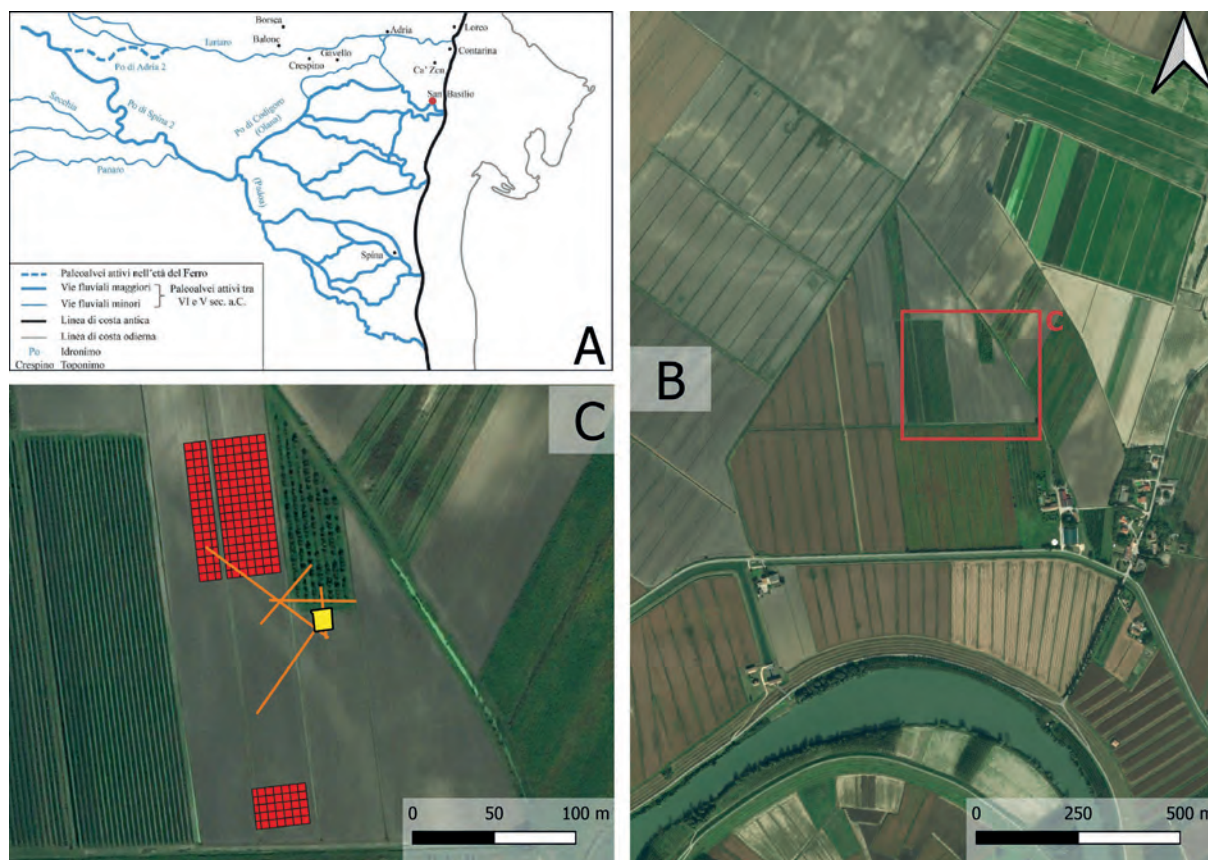 Borsea
Balone
Tartaro
Adria
Loreo
Contarina
Gavello
Crespino
Ca' Zen
San Basilio
Po di Adria 2
Po di Spina 2
Po di Codigoro
(Olana)
Secchia
Panaro
(Padoa)
Spina
Paleoalvei attivi nell'età del Ferro
Vie fluviali maggiori
Vie fluviali minori
Paleoalvei attivi tra
VI e V sec. a.C.
Linea di costa antica
Linea di costa odierna
Po Idronimo
Crespino Toponimo
A
B
C
C
0 50 100 m
0 250 500 m